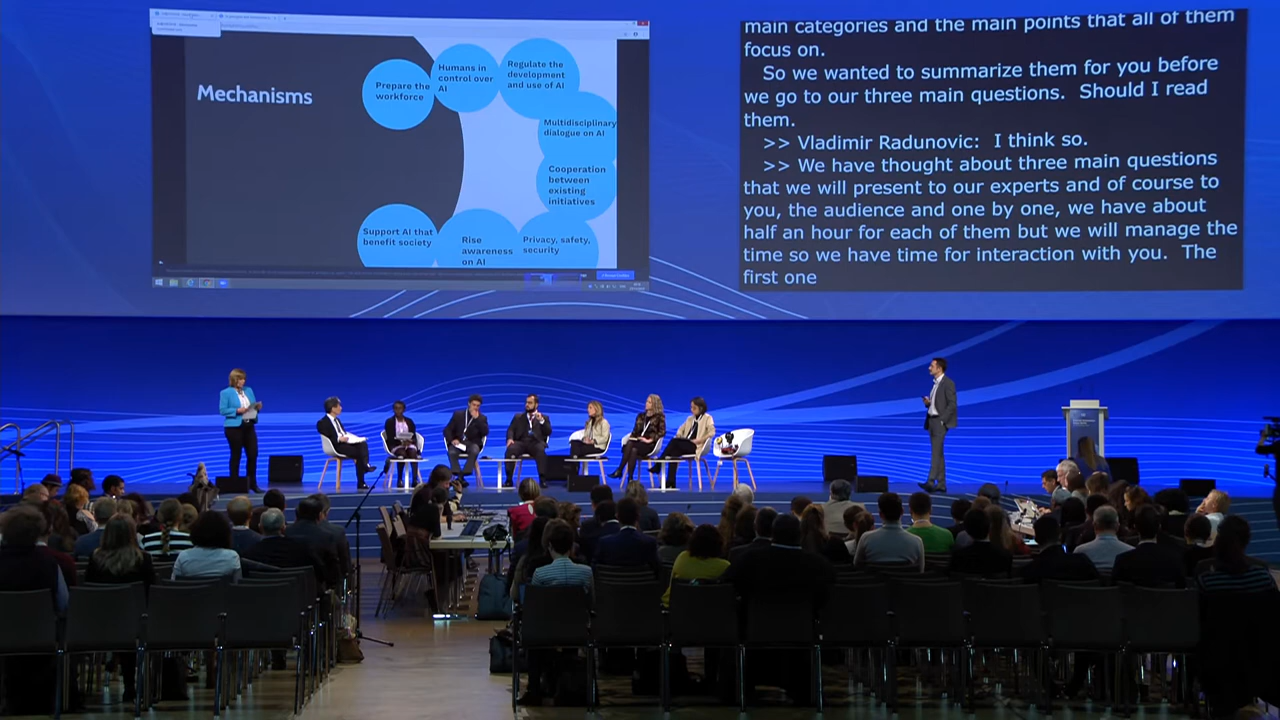 Mechanisms
Prepare the
workforce
Humans in
control over
AI
Regulate the
development
and use of AI
Multidisciplinary
dialogue on AI
Cooperation
between
existing
initiatives
Privacy, safety,
security
Rise
awareness
on AI
Support AI that
benefit society
main categories and the main points that all of them
focus on.
So we wanted to summarize them for you before
we go to our three main questions. Should I read
them.
>> Vladimir Radunovic: I think so.
>> We have thought about three main questions
that we will present to our experts and of course to
you, the audience and one by one, we have about
half an hour for each of them but we will manage the
time so we have time for interaction with you. The
first one